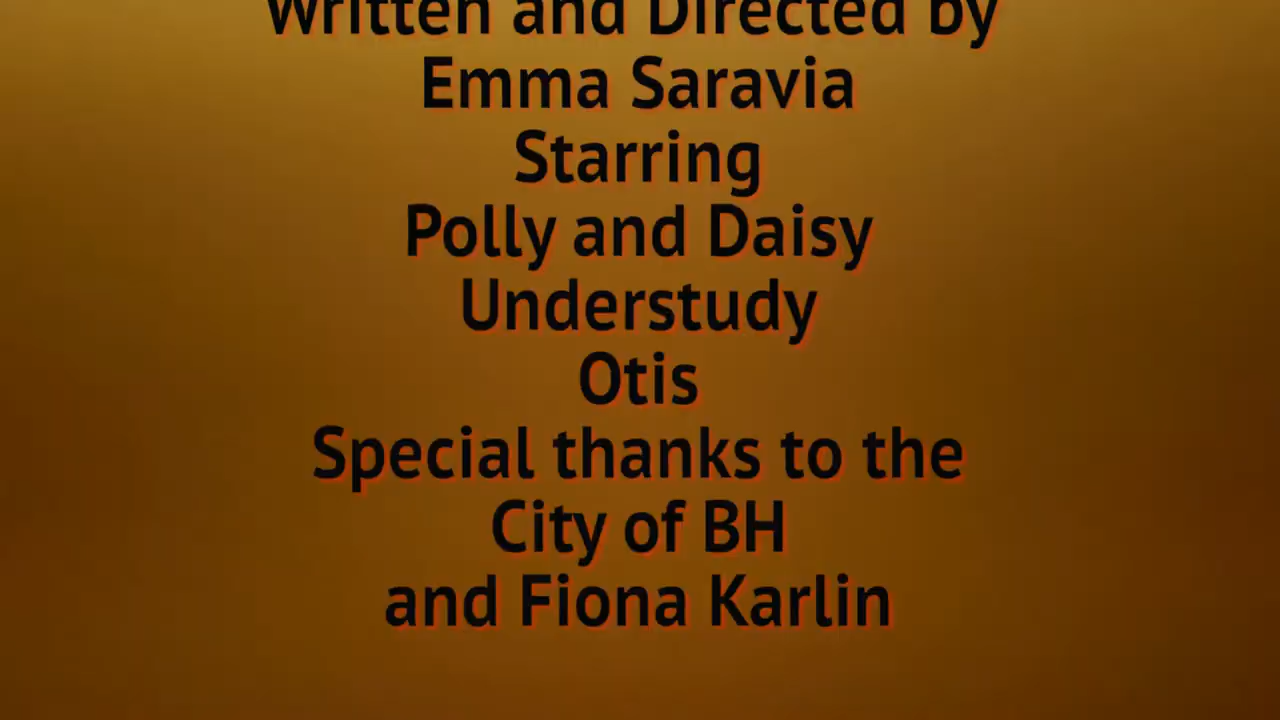 Written and Directed by
Emma Saravia
Starring
Polly and Daisy
Understudy
Otis
Special thanks to the
City of BH
and Fiona Karlin